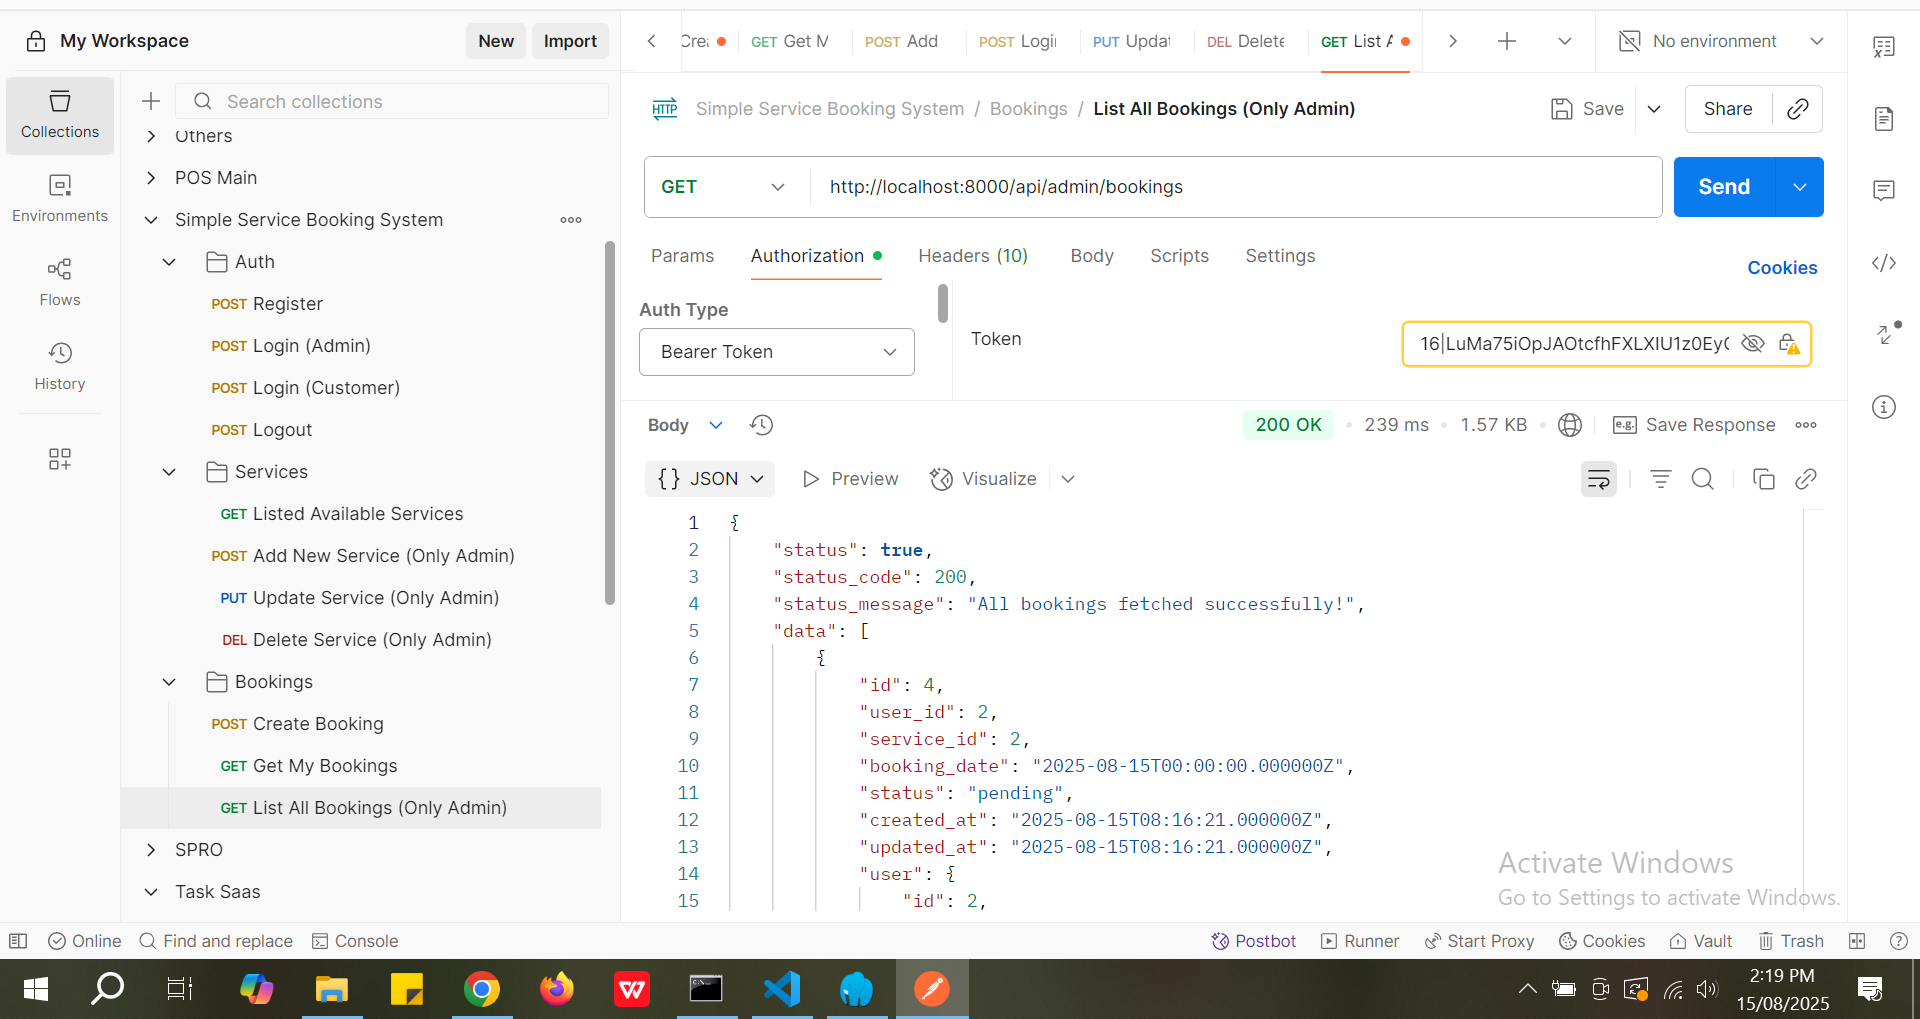 My Workspace
New
Import
Crea
GET Get M
POST Add
POST Logi
PUT Updat
DEL Delete
GET List A
No environment
Collections
Environments
Flows
History
Search collections
Others
POS Main
Simple Service Booking System
Auth
POST Register
POST Login (Admin)
POST Login (Customer)
POST Logout
Services
GET Listed Available Services
POST Add New Service (Only Admin)
PUT Update Service (Only Admin)
DEL Delete Service (Only Admin)
Bookings
POST Create Booking
GET Get My Bookings
GET List All Bookings (Only Admin)
SPRO
Task Saas
HTTP Simple Service Booking System / Bookings / List All Bookings (Only Admin)
Save
Share
GET http://localhost:8000/api/admin/bookings
Send
Params Authorization Headers (10) Body Scripts Settings
Cookies
Auth Type
Bearer Token
Token
16|LuMa75iOpJAOtcfhFXLXIU1z0Ey
Body
200 OK • 239 ms • 1.57 KB
e.g. Save Response
{} JSON
Preview
Visualize
1 {
2 "status": true,
3 "status_code": 200,
4 "status_message": "All bookings fetched successfully!",
5 "data": [
6 {
7 "id": 4,
8 "user_id": 2,
9 "service_id": 2,
10 "booking_date": "2025-08-15T00:00:00.000000Z",
11 "status": "pending",
12 "created_at": "2025-08-15T08:16:21.000000Z",
13 "updated_at": "2025-08-15T08:16:21.000000Z",
14 "user": {
15 "id": 2,
Activate Windows
Go to Settings to activate Windows.
Online
Find and replace
Console
Postbot
Runner
Start Proxy
Cookies
Vault
Trash
2:19 PM
15/08/2025